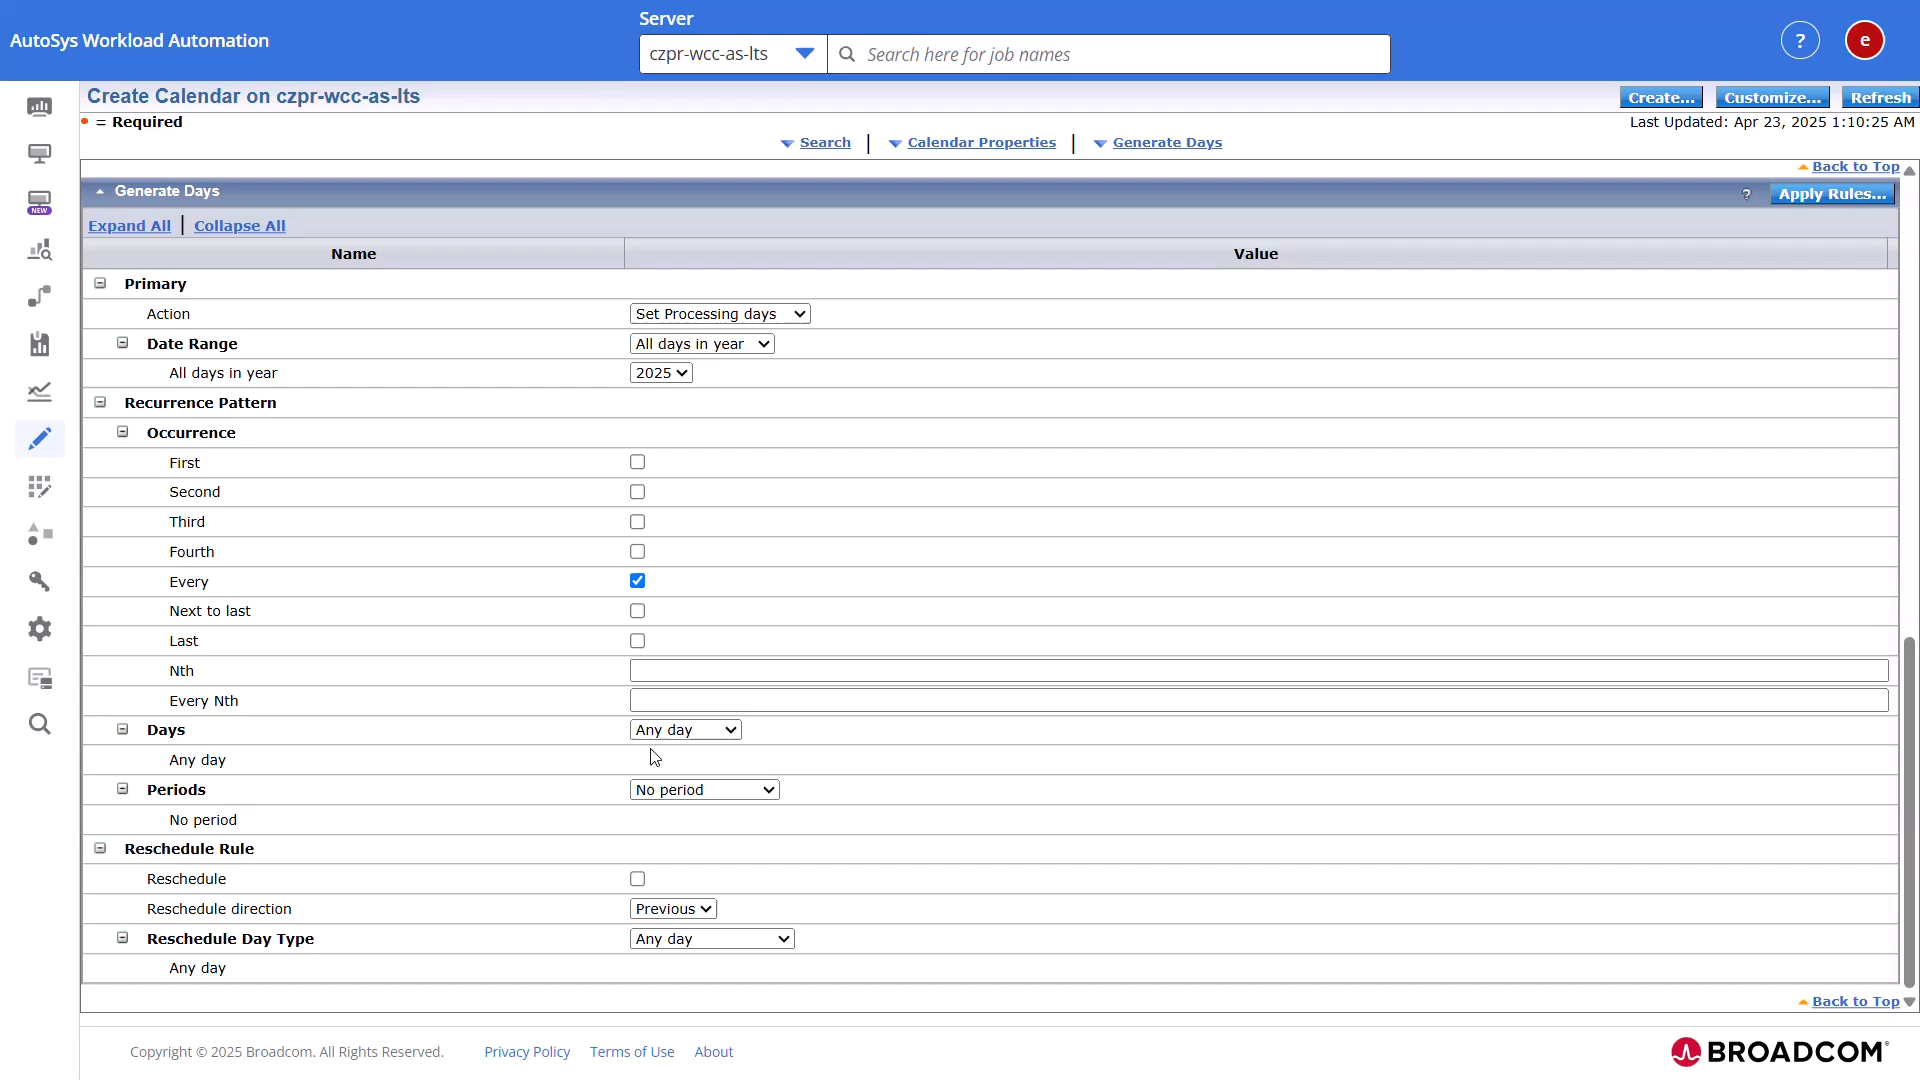 AutoSys Workload Automation
Server
czpr-wcc-as-lts
Search here for job names
?
e
NEW
Create Calendar on czpr-wcc-as-lts
Create...
Customize...
Refresh
= Required
Last Updated: Apr 23, 2025 1:10:25 AM
Search | Calendar Properties | Generate Days
Back to Top
Generate Days
?
Apply Rules...
Expand All | Collapse All
Name
Value
Primary
Action
Set Processing days
Date Range
All days in year
All days in year
2025
Recurrence Pattern
Occurrence
First
Second
Third
Fourth
Every
Next to last
Last
Nth
Every Nth
Days
Any day
Any day
Periods
No period
No period
Reschedule Rule
Reschedule
Reschedule direction
Previous
Reschedule Day Type
Any day
Any day
Back to Top
Copyright © 2025 Broadcom. All Rights Reserved.
Privacy Policy
Terms of Use
About
BROADCOM®